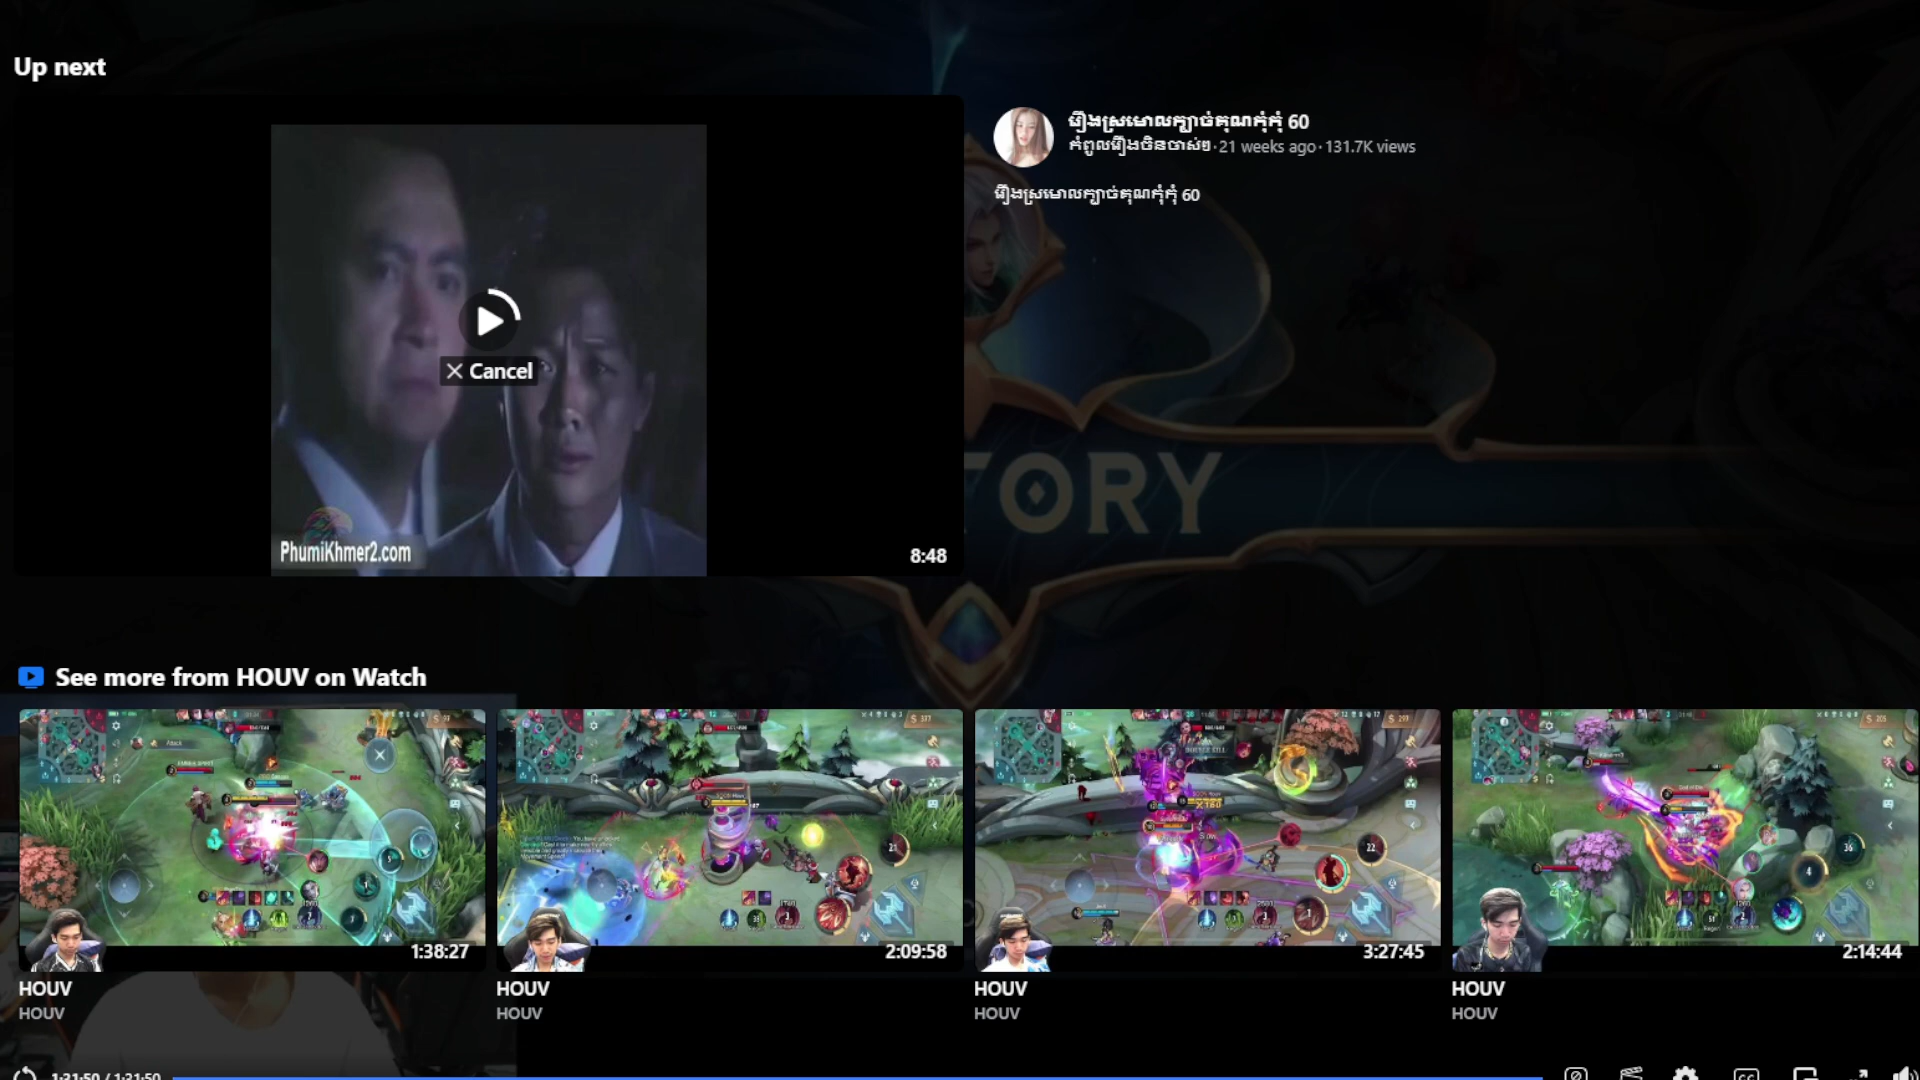 Up next
រឿងស្រមោលក្បាច់គុណកុំកុំ 60
កំពូលរឿងចិនចាស់ៗ · 21 weeks ago · 131.7K views
រឿងស្រមោលក្បាច់គុណកុំកុំ 60
Cancel
PhumiKhmer2.com
8:48
TORY
See more from HOUV on Watch
1:38:27
2:09:58
3:27:45
2:14:44
HOUV
HOUV
HOUV
HOUV
HOUV
HOUV
HOUV
HOUV
1:31:50 / 1:31:50